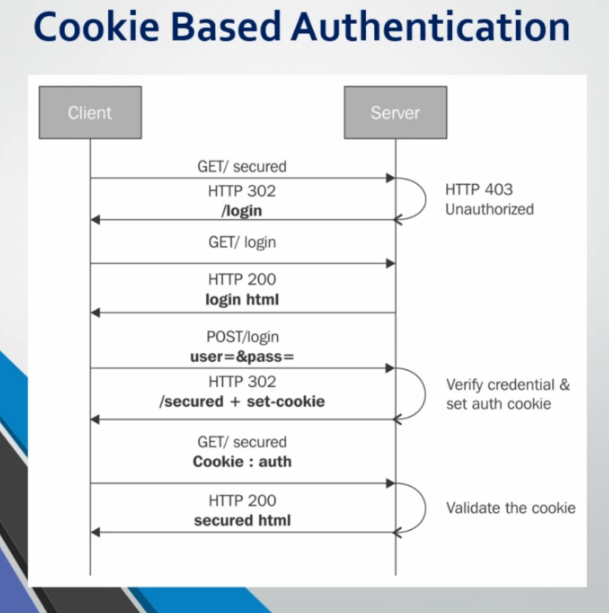 Cookie Based Authentication
Client
Server
GET/ secured
HTTP 302
/login
HTTP 403
Unauthorized
GET/ login
HTTP 200
login html
POST/login
user=&pass=
HTTP 302
/secured + set-cookie
Verify credential &
set auth cookie
GET/ secured
Cookie : auth
HTTP 200
secured html
Validate the cookie